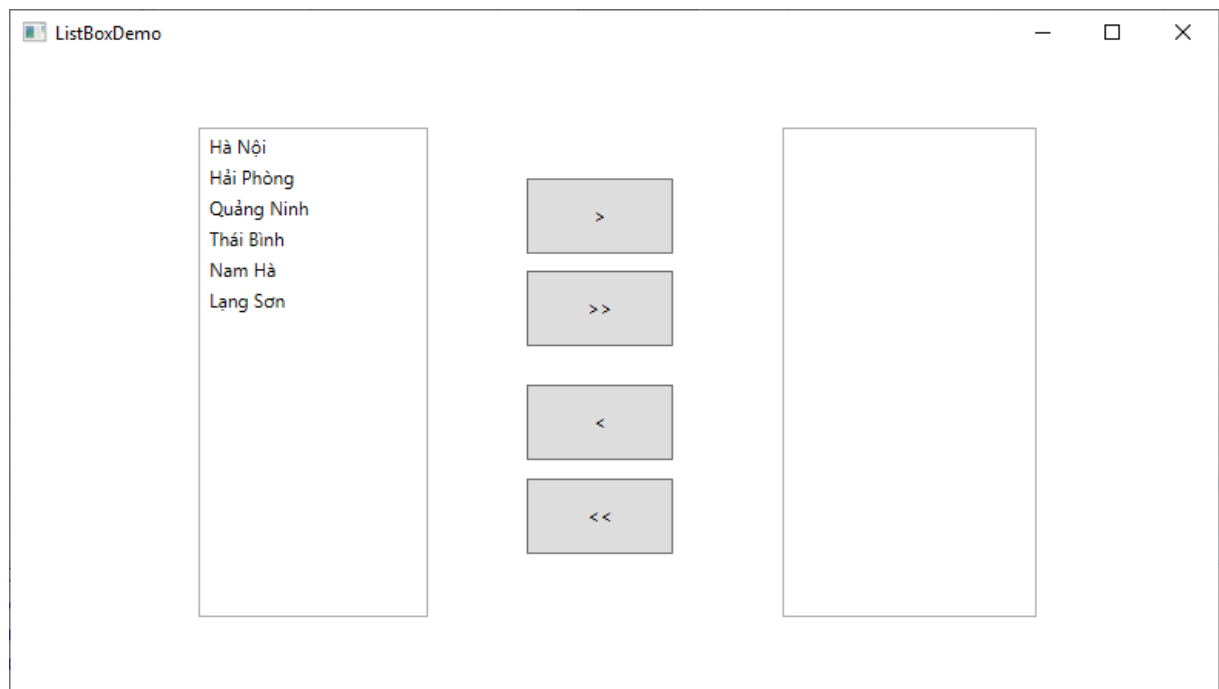 ListBoxDemo
Hà Nội
Hải Phòng
Quảng Ninh
Thái Bình
Nam Hà
Lạng Sơn
>
>>
<
<<